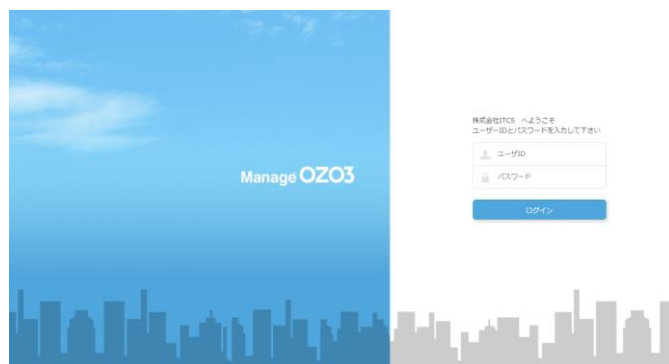 Manage OZO3
株式会社ITCS へようこそ
ユーザーIDとパスワードを入力して下さい
ユーザID
パスワード
ログイン